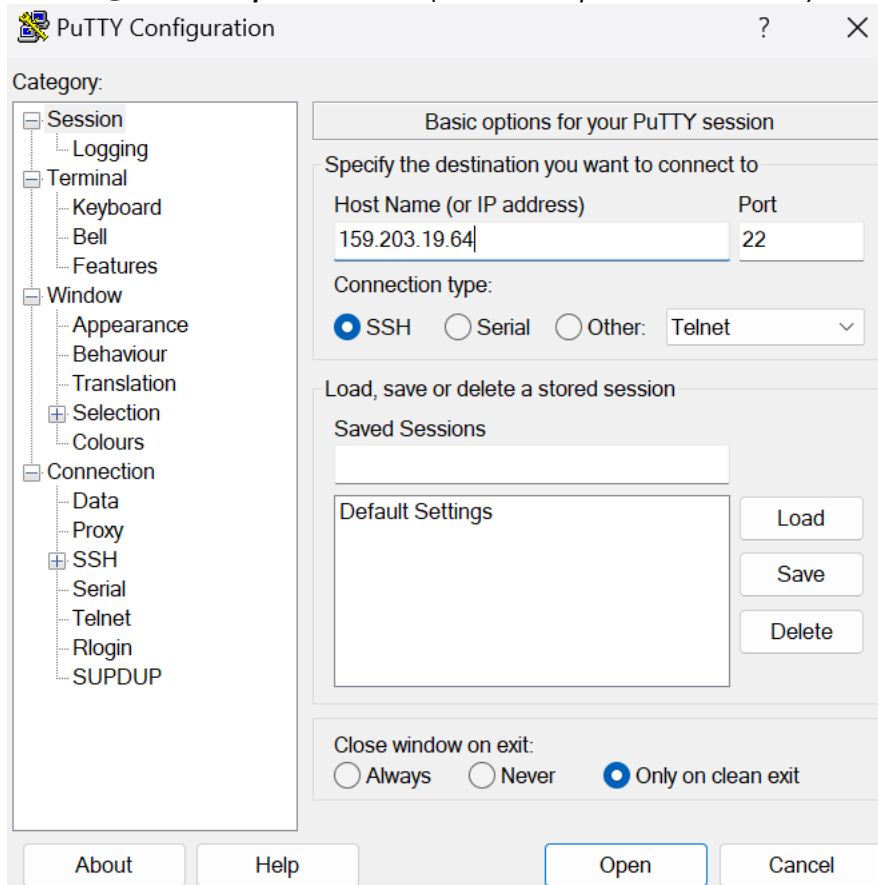 PuTTY Configuration ? X
Category:
Session
Logging
Terminal
Keyboard
Bell
Features
Window
Appearance
Behaviour
Translation
Selection
Colours
Connection
Data
Proxy
SSH
Serial
Telnet
Rlogin
SUPDUP
Basic options for your PuTTY session
Specify the destination you want to connect to
Host Name (or IP address) Port
159.203.19.64 22
Connection type:
SSH Serial Other: Telnet
Load, save or delete a stored session
Saved Sessions
Default Settings
Load
Save
Delete
Close window on exit:
Always Never Only on clean exit
About Help Open Cancel